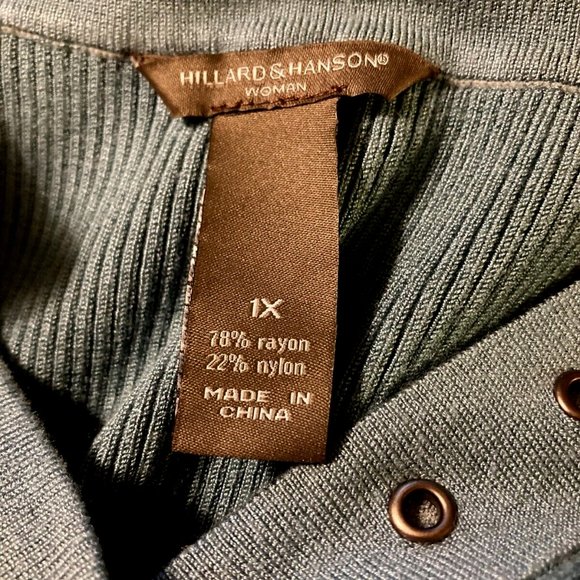 HILLARD & HANSON®
WOMAN
1X
78% rayon
22% nylon
MADE IN
CHINA